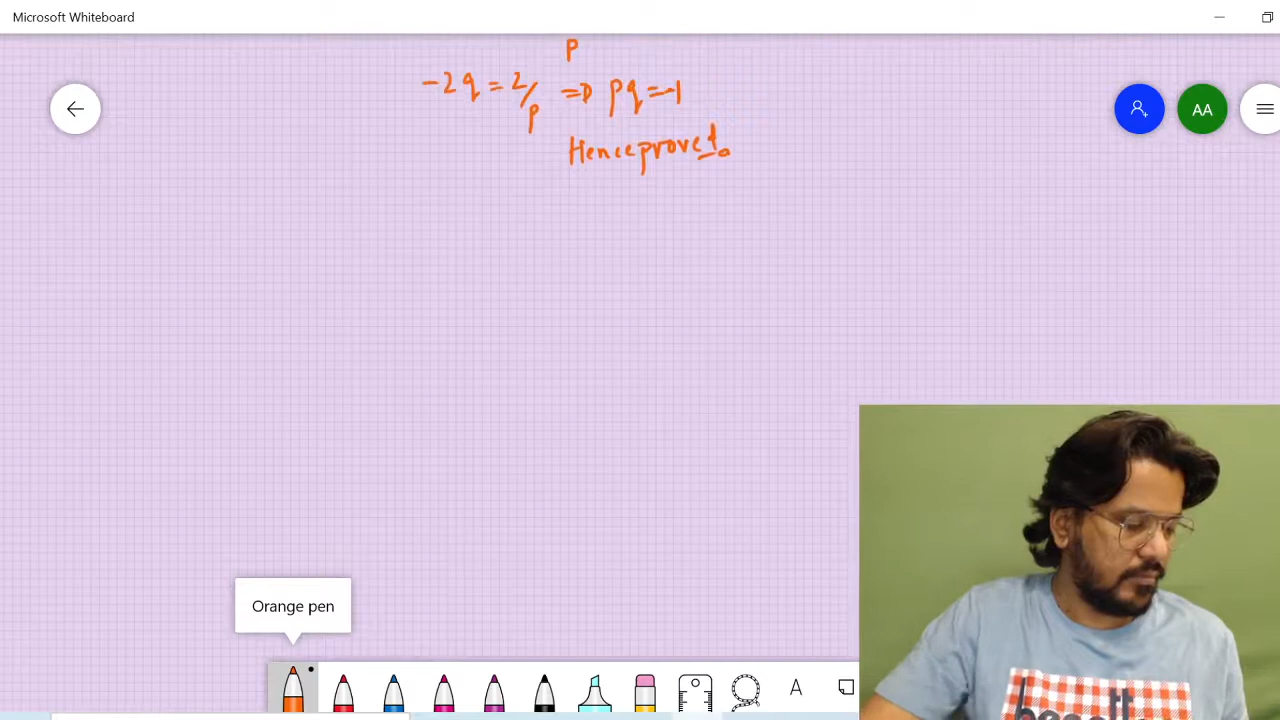 Microsoft Whiteboard
p
-2q = 2/p => pq = -1
AA
Hence proved.
Orange pen
A